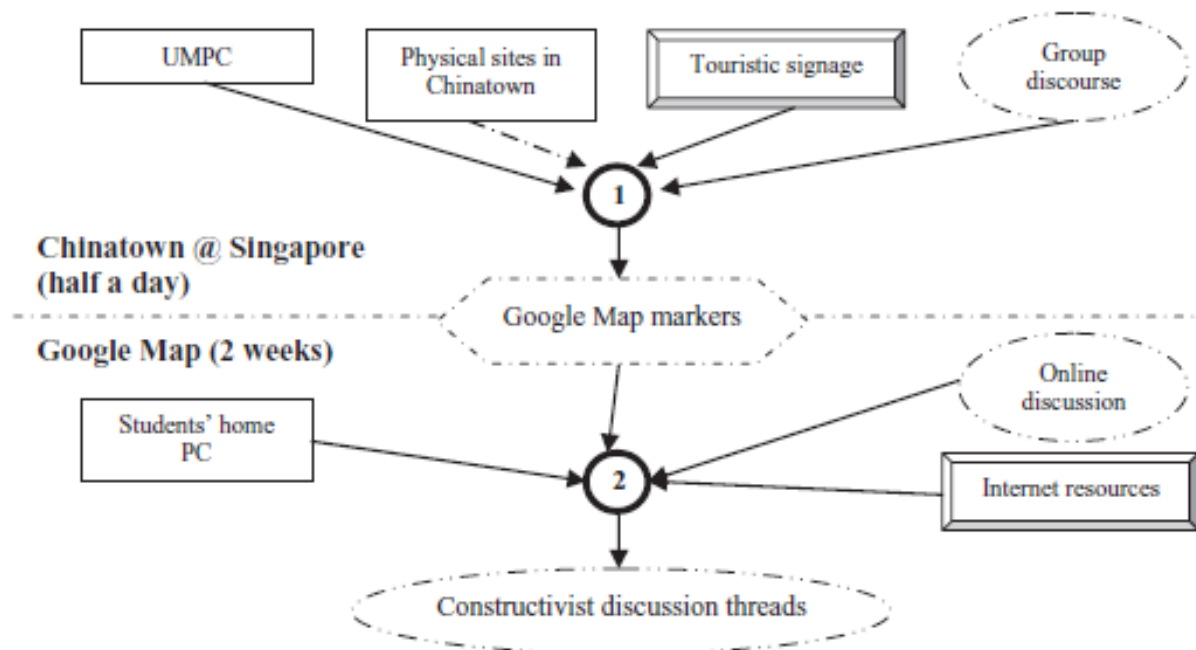 UMPC
Physical sites in
Chinatown
Touristic signage
Group
discourse
1
Chinatown @ Singapore
(half a day)
Google Map markers
Google Map (2 weeks)
Online
discussion
Students’ home
PC
2
Internet resources
Constructivist discussion threads